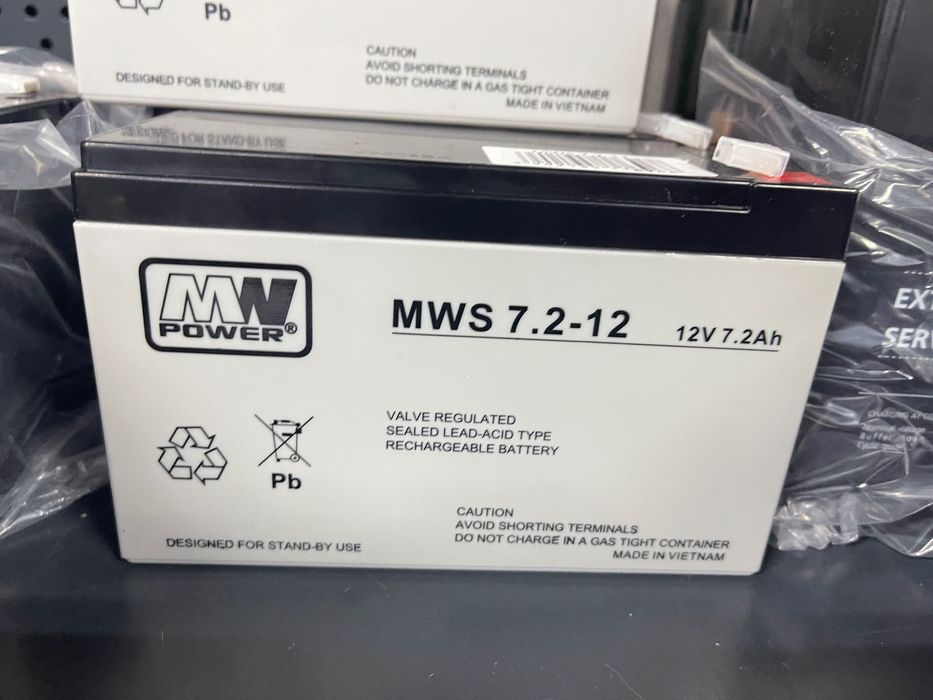 Pb
CAUTION
AVOID SHORTING TERMINALS
DESIGNED FOR STAND-BY USE
DO NOT CHARGE IN A GAS TIGHT CONTAINER
MADE IN VIETNAM
MW
POWER®
MWS 7.2-12
12V 7.2Ah
VALVE REGULATED
SEALED LEAD-ACID TYPE
RECHARGEABLE BATTERY
Pb
CAUTION
AVOID SHORTING TERMINALS
DO NOT CHARGE IN A GAS TIGHT CONTAINER
DESIGNED FOR STAND-BY USE
MADE IN VIETNAM
EXT
SERV